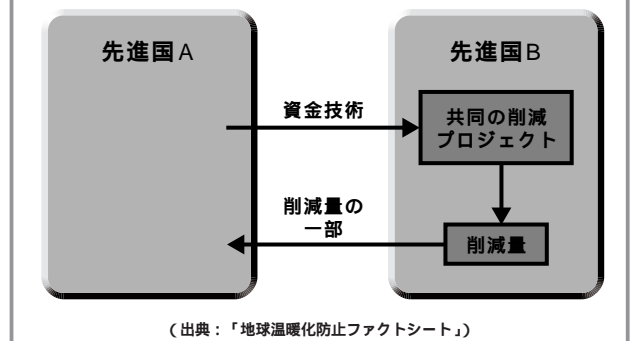 先進国A
先進国B
資金技術
共同の削減
プロジェクト
削減量の
一部
削減量
（出典：「地球温暖化防止ファクトシート」）